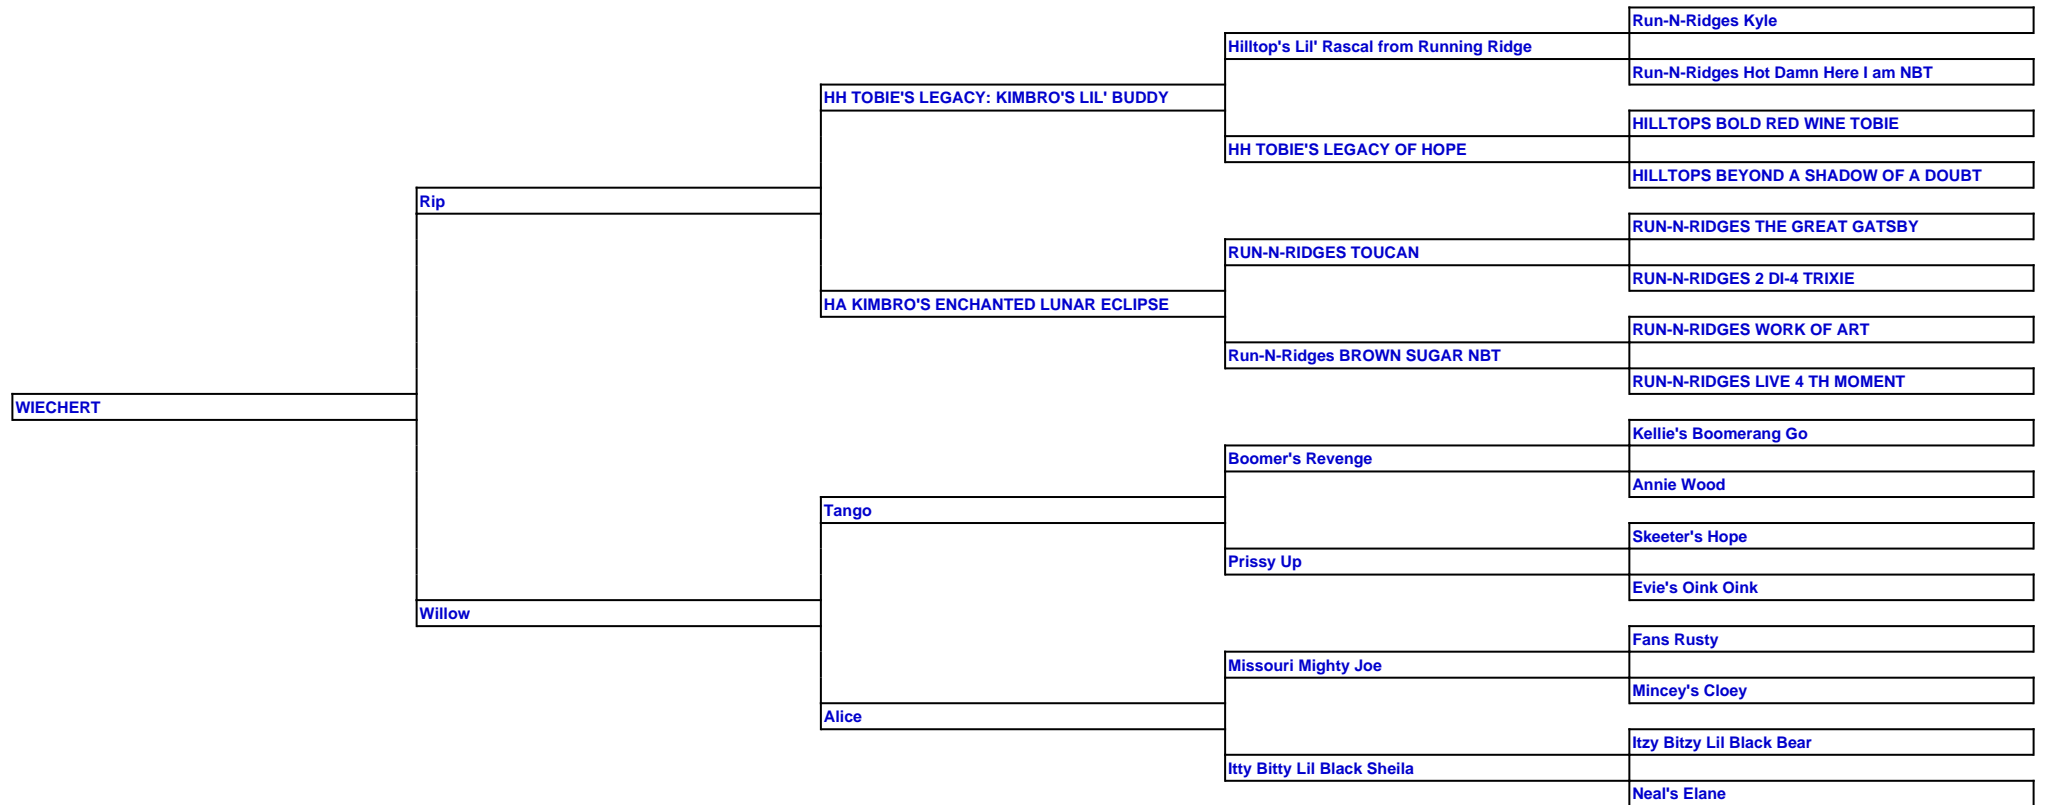 Run-N-Ridges Kyle
Hilltop's Lil' Rascal from Running Ridge
Run-N-Ridges Hot Damn Here I am NBT
HH TOBIE'S LEGACY: KIMBRO'S LIL' BUDDY
HILLTOPS BOLD RED WINE TOBIE
HH TOBIE'S LEGACY OF HOPE
HILLTOPS BEYOND A SHADOW OF A DOUBT
Rip
RUN-N-RIDGES THE GREAT GATSBY
RUN-N-RIDGES TOUCAN
RUN-N-RIDGES 2 DI-4 TRIXIE
HA KIMBRO'S ENCHANTED LUNAR ECLIPSE
RUN-N-RIDGES WORK OF ART
Run-N-Ridges BROWN SUGAR NBT
RUN-N-RIDGES LIVE 4 TH MOMENT
WIECHERT
Kellie's Boomerang Go
Boomer's Revenge
Annie Wood
Tango
Skeeter's Hope
Prissy Up
Evie's Oink Oink
Willow
Fans Rusty
Missouri Mighty Joe
Mincey's Cloey
Alice
Itzy Bitzy Lil Black Bear
Itty Bitty Lil Black Sheila
Neal's Elane